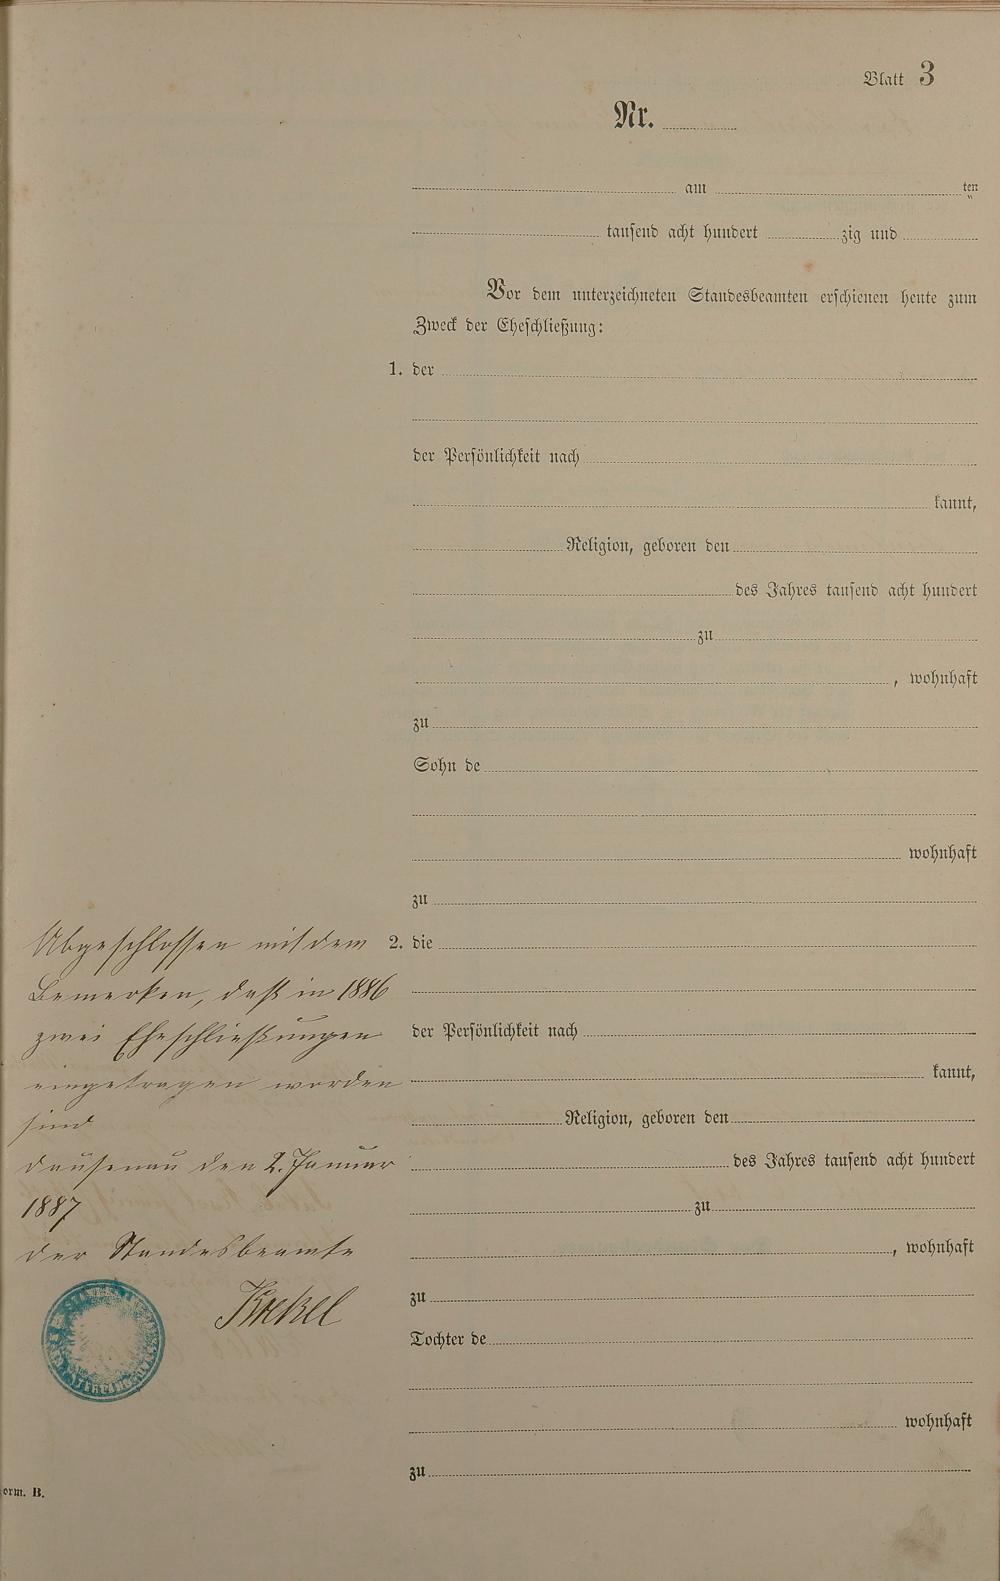 Blatt 3
Nr.
am ten
tausend acht hundert zig und
Vor dem unterzeichneten Standesbeamten erschienen heute zum
Zweck der Eheschließung:
1. der
der Persönlichkeit nach
kannt,
Religion, geboren den
des Jahres tausend acht hundert
zu
, wohnhaft
zu
Sohn de
wohnhaft
zu
Abgeschlossen mit dem
Bemerken, daß in 1886
zwei Eheschließungen
eingetragen worden
sind
Dausenau den 2. Januar
1887
Der Standesbeamte
2. die
der Persönlichkeit nach
kannt,
Religion, geboren den
des Jahres tausend acht hundert
zu
, wohnhaft
zu
Tochter de
wohnhaft
zu
orm. B.